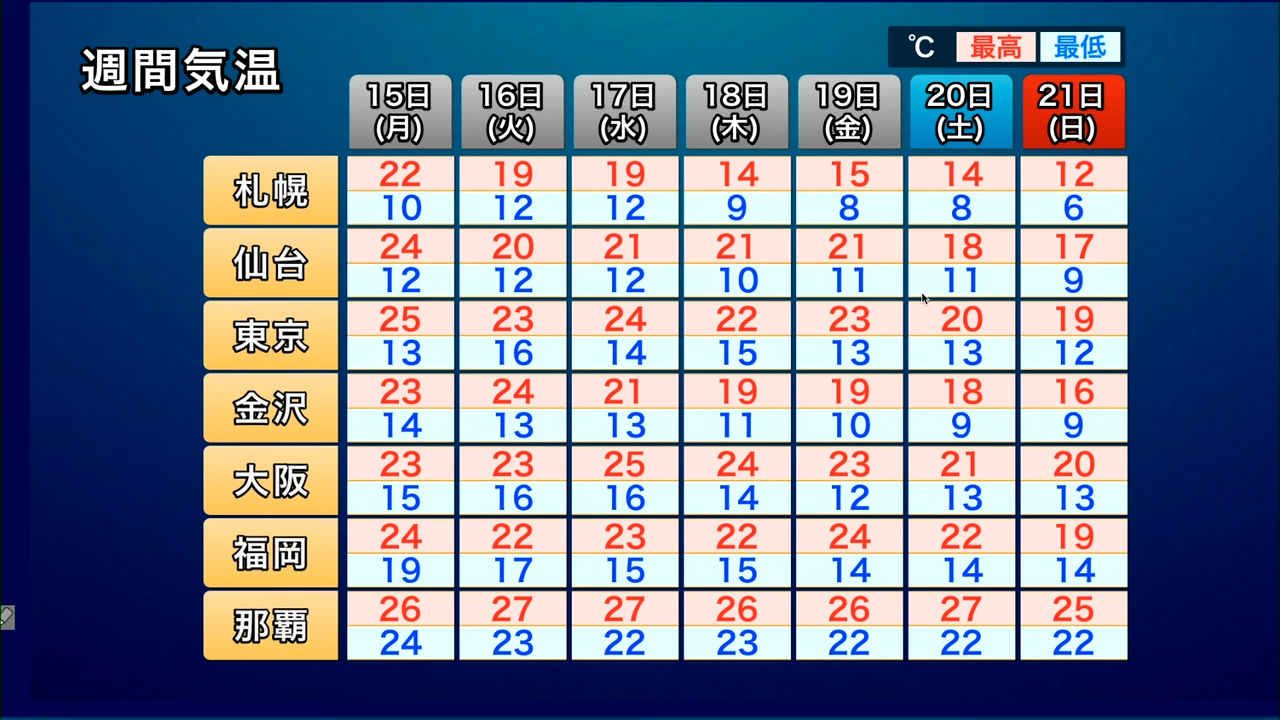 週間気温
℃ 最高 最低
15日 16日 17日 18日 19日 20日 21日
(月) (火) (水) (木) (金) (土) (日)
札幌
22 19 19 14 15 14 12
10 12 12 9 8 8 6
仙台
24 20 21 21 21 18 17
12 12 12 10 11 11 9
東京
25 23 24 22 23 20 19
13 16 14 15 13 13 12
金沢
23 24 21 19 19 18 16
14 13 13 11 10 9 9
大阪
23 23 25 24 23 21 20
15 16 16 14 12 13 13
福岡
24 22 23 22 24 22 19
19 17 15 15 14 14 14
那覇
26 27 27 26 26 27 25
24 23 22 23 22 22 22